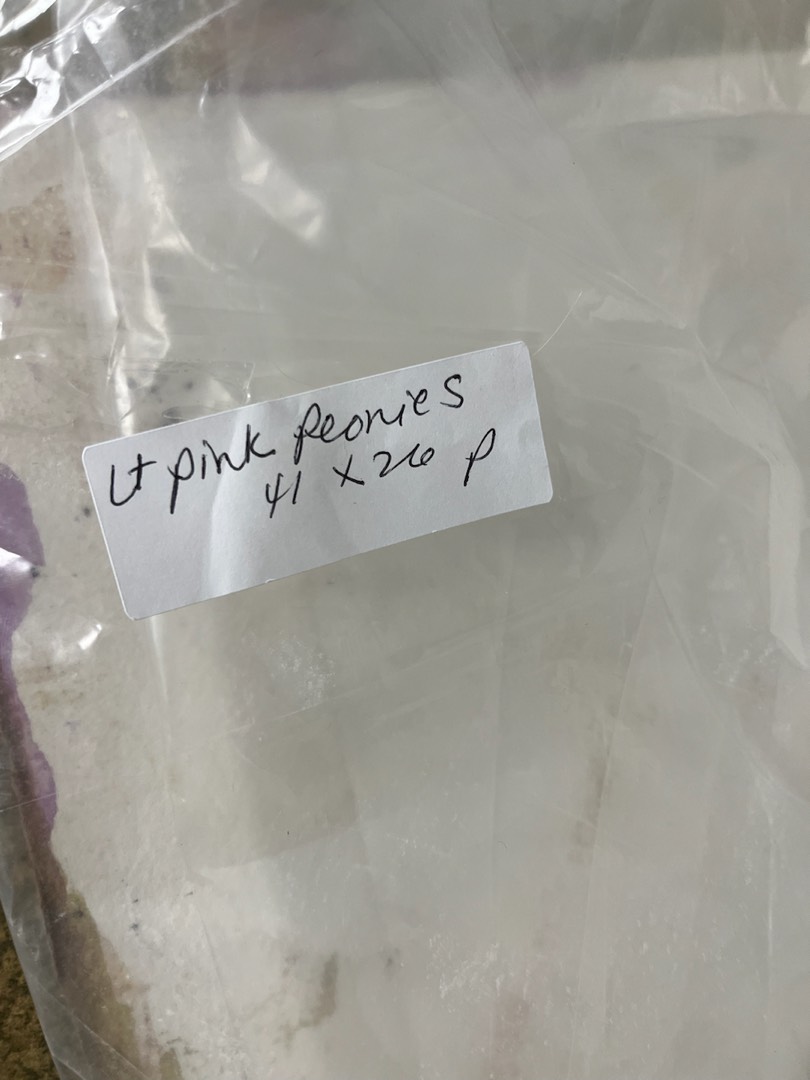 Lt pink Peonies
41 x 26 P